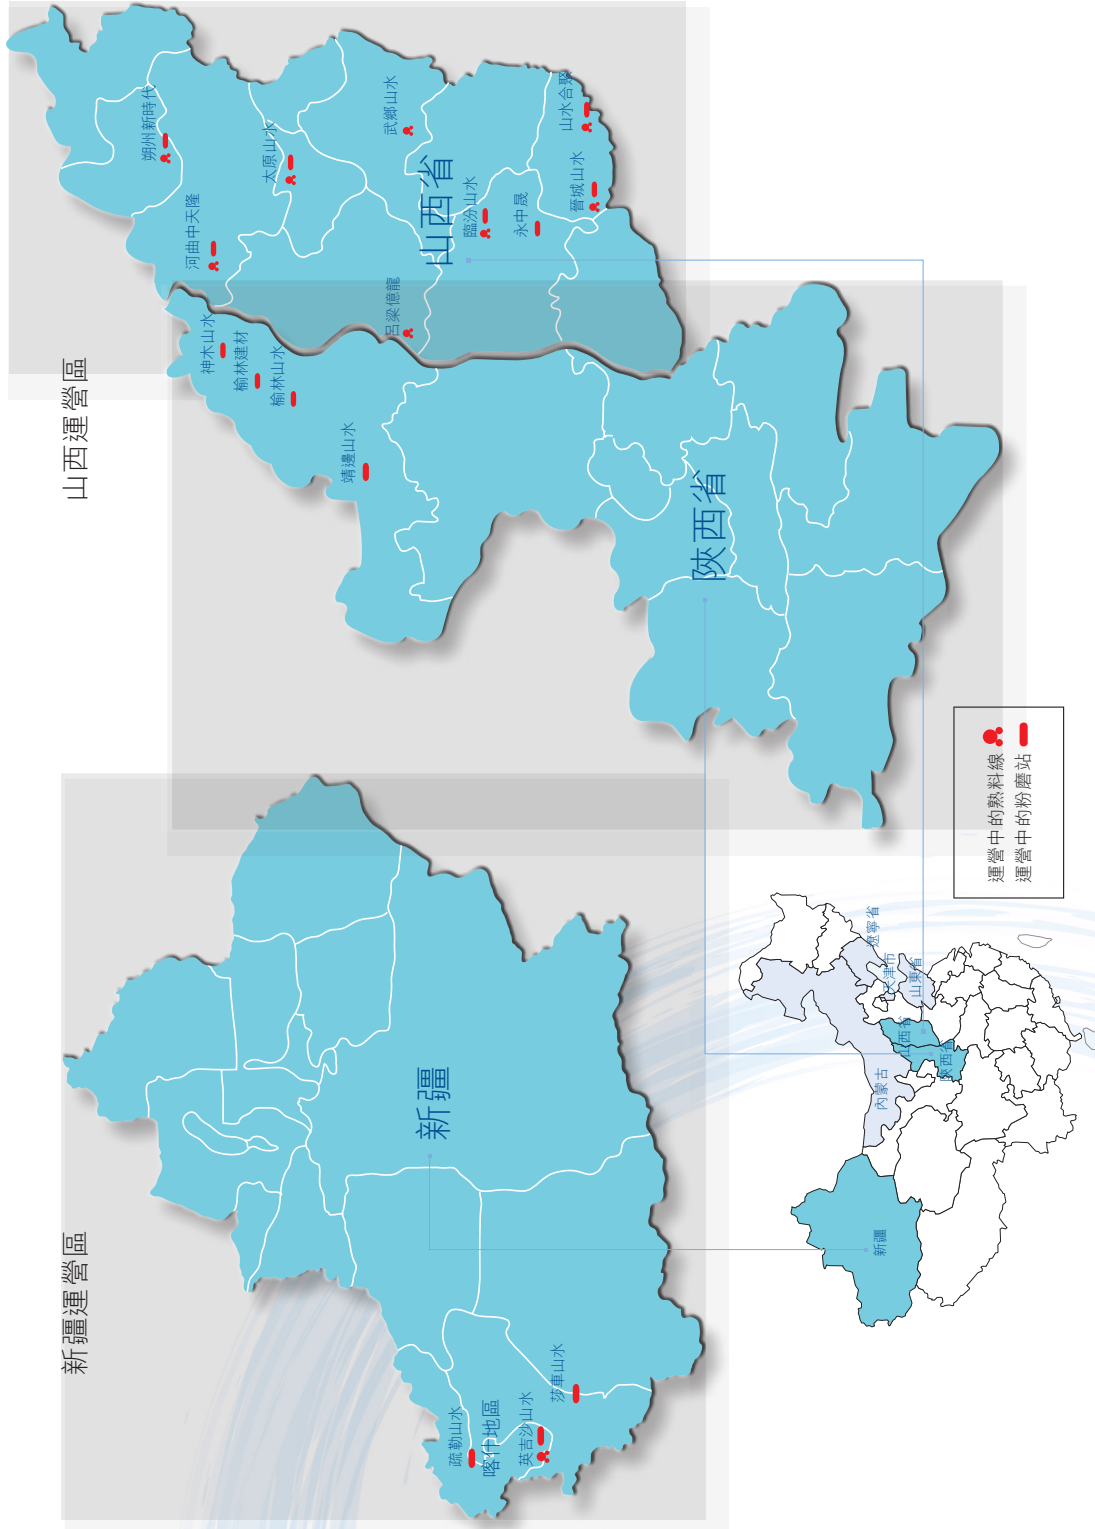 山西運營區
朔州新時代
河曲中天隆
太原山水
武鄉山水
山西省
呂梁億龍
臨汾山水
永中晟
山水合聚
晉城山水
神木山水
榆林建材
榆林山水
靖邊山水
陝西省
新疆運營區
新疆
疏勒山水
喀什地區
英吉沙山水
莎車山水
運營中的熟料線
運營中的粉磨站
遼寧省
天津市
山東省
山西省
陝西省
內蒙古
新疆